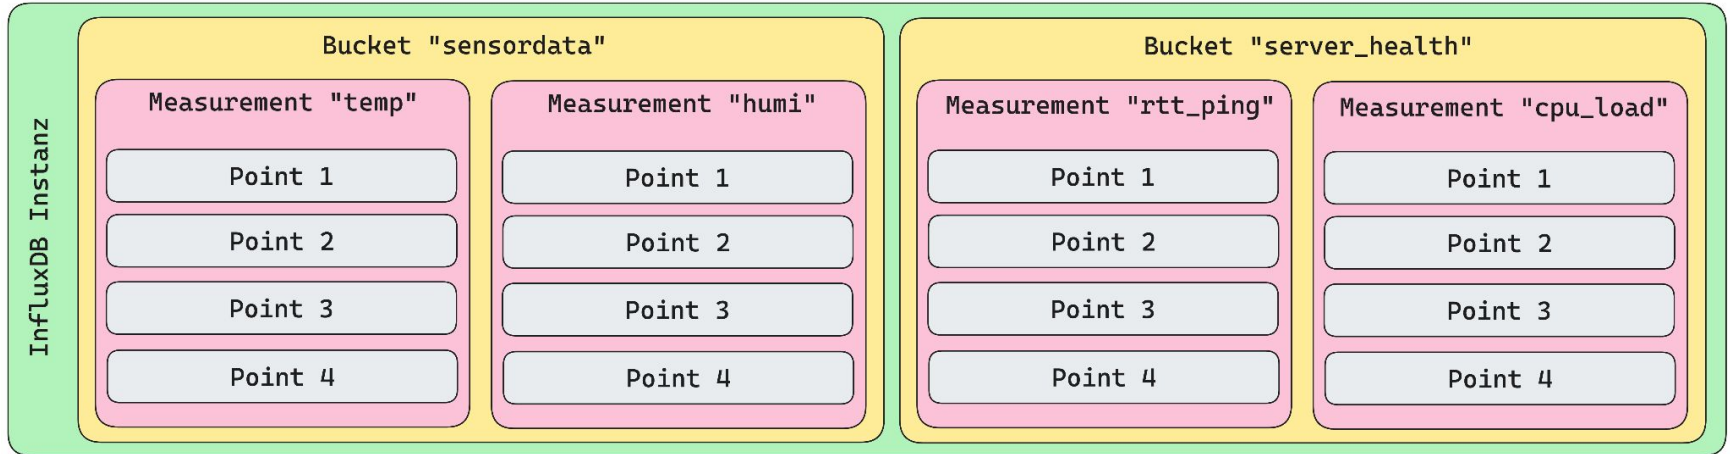 InfluxDB Instanz
Bucket "sensordata"
Measurement "temp"
Point 1
Point 2
Point 3
Point 4
Measurement "humi"
Point 1
Point 2
Point 3
Point 4
Bucket "server_health"
Measurement "rtt_ping"
Point 1
Point 2
Point 3
Point 4
Measurement "cpu_load"
Point 1
Point 2
Point 3
Point 4